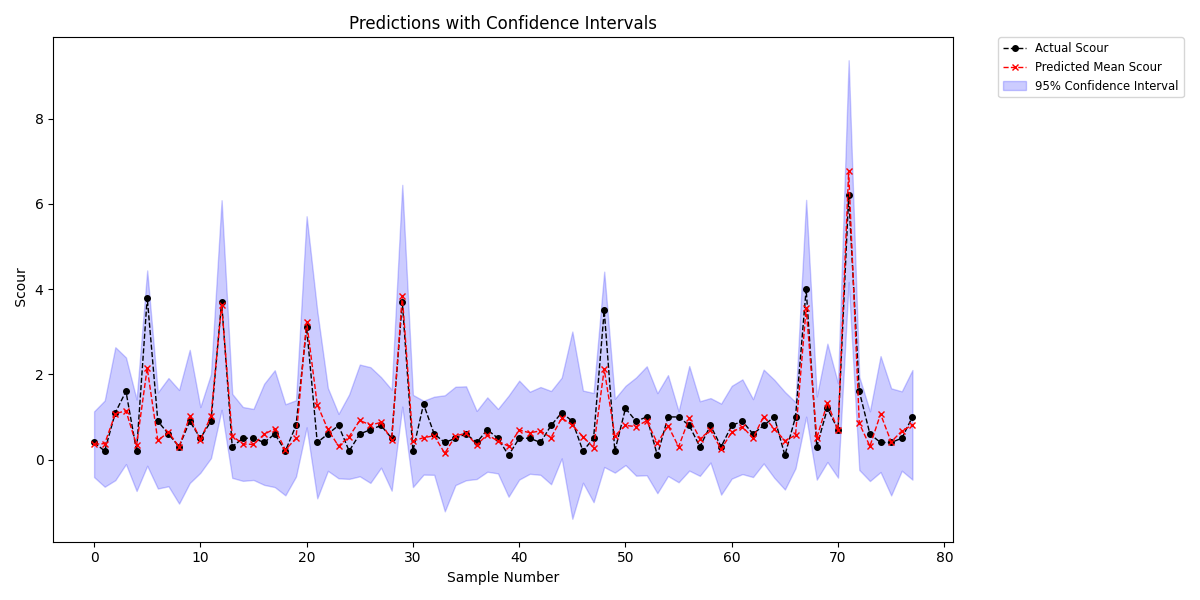 Predictions with Confidence Intervals
Actual Scour
Predicted Mean Scour
95% Confidence Interval
Scour
8
6
4
2
0
0 10 20 30 40 50 60 70 80
Sample Number